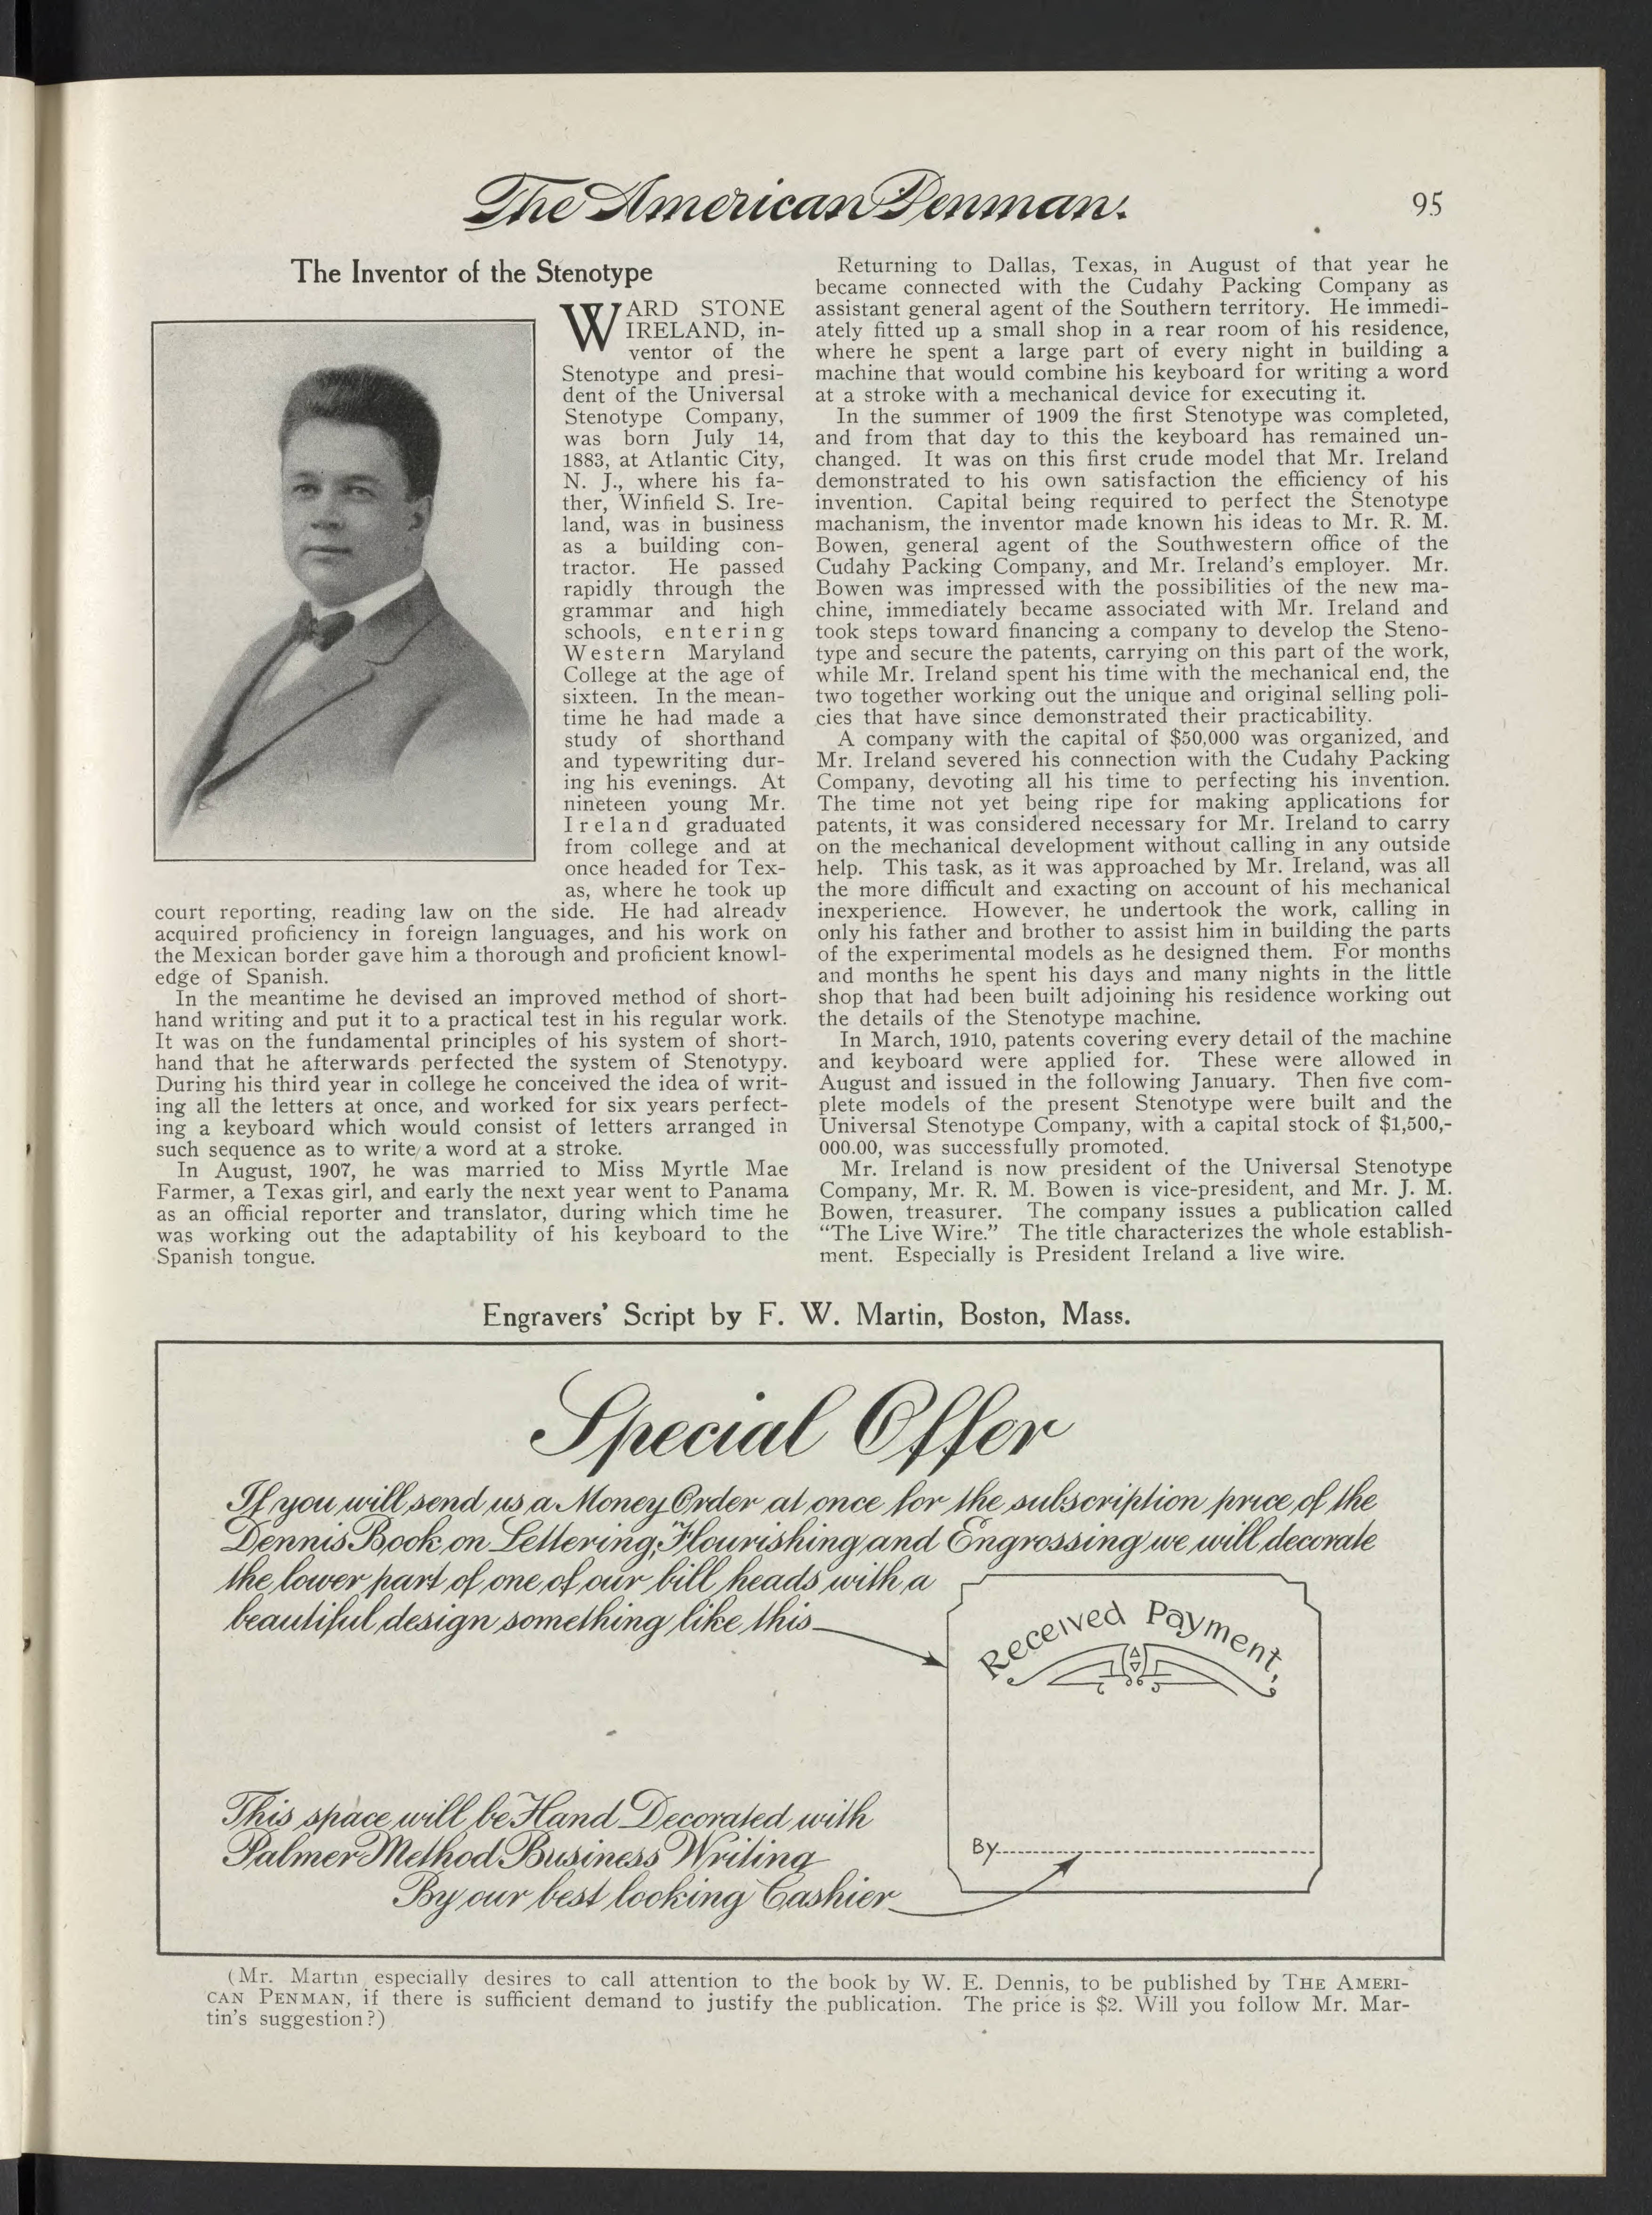 The American Penman.
95
The Inventor of the Stenotype
WARD STONE
IRELAND, in-
ventor of the
Stenotype and presi-
dent of the Universal
Stenotype Company,
was born July 14,
1883, at Atlantic City,
N. J., where his fa-
ther, Winfield S. Ire-
land, was in business
as a building con-
tractor. He passed
rapidly through the
grammar and high
schools, entering
Western Maryland
College at the age of
sixteen. In the mean-
time he had made a
study of shorthand
and typewriting dur-
ing his evenings. At
nineteen young Mr.
Ireland graduated
from college and at
once headed for Tex-
as, where he took up
court reporting, reading law on the side. He had already
acquired proficiency in foreign languages, and his work on
the Mexican border gave him a thorough and proficient knowl-
edge of Spanish.
In the meantime he devised an improved method of short-
hand writing and put it to a practical test in his regular work.
It was on the fundamental principles of his system of short-
hand that he afterwards perfected the system of Stenotypy.
During his third year in college he conceived the idea of writ-
ing all the letters at once, and worked for six years perfect-
ing a keyboard which would consist of letters arranged in
such sequence as to write a word at a stroke.
In August, 1907, he was married to Miss Myrtle Mae
Farmer, a Texas girl, and early the next year went to Panama
as an official reporter and translator, during which time he
was working out the adaptability of his keyboard to the
Spanish tongue.
Returning to Dallas, Texas, in August of that year he
became connected with the Cudahy Packing Company as
assistant general agent of the Southern territory. He immedi-
ately fitted up a small shop in a rear room of his residence,
where he spent a large part of every night in building a
machine that would combine his keyboard for writing a word
at a stroke with a mechanical device for executing it.
In the summer of 1909 the first Stenotype was completed,
and from that day to this the keyboard has remained un-
changed. It was on this first crude model that Mr. Ireland
demonstrated to his own satisfaction the efficiency of his
invention. Capital being required to perfect the Stenotype
machanism, the inventor made known his ideas to Mr. R. M.
Bowen, general agent of the Southwestern office of the
Cudahy Packing Company, and Mr. Ireland's employer. Mr.
Bowen was impressed with the possibilities of the new ma-
chine, immediately became associated with Mr. Ireland and
took steps toward financing a company to develop the Steno-
type and secure the patents, carrying on this part of the work,
while Mr. Ireland spent his time with the mechanical end, the
two together working out the unique and original selling poli-
cies that have since demonstrated their practicability.
A company with the capital of $50,000 was organized, and
Mr. Ireland severed his connection with the Cudahy Packing
Company, devoting all his time to perfecting his invention.
The time not yet being ripe for making applications for
patents, it was considered necessary for Mr. Ireland to carry
on the mechanical development without calling in any outside
help. This task, as it was approached by Mr. Ireland, was all
the more difficult and exacting on account of his mechanical
inexperience. However, he undertook the work, calling in
only his father and brother to assist him in building the parts
of the experimental models as he designed them. For months
and months he spent his days and many nights in the little
shop that had been built adjoining his residence working out
the details of the Stenotype machine.
In March, 1910, patents covering every detail of the machine
and keyboard were applied for. These were allowed in
August and issued in the following January. Then five com-
plete models of the present Stenotype were built and the
Universal Stenotype Company, with a capital stock of $1,500,-
000.00, was successfully promoted.
Mr. Ireland is now president of the Universal Stenotype
Company, Mr. R. M. Bowen is vice-president, and Mr. J. M.
Bowen, treasurer. The company issues a publication called
“The Live Wire.” The title characterizes the whole establish-
ment. Especially is President Ireland a live wire.
Engravers' Script by F. W. Martin, Boston, Mass.
Special Offer
If you will send us a Money Order at once for the subscription price of the
Dennis Book on Lettering, Flourishing and Engrossing we will decorate
the lower part of one of our bill heads with a
beautiful design something like this
Received Payment,
This space will be Hand Decorated with
Palmer Method Business Writing
By our best looking Cashier
By
(Mr. Martin especially desires to call attention to the book by W. E. Dennis, to be published by THE AMERI-
CAN PENMAN, if there is sufficient demand to justify the publication. The price is $2. Will you follow Mr. Mar-
tin's suggestion?)